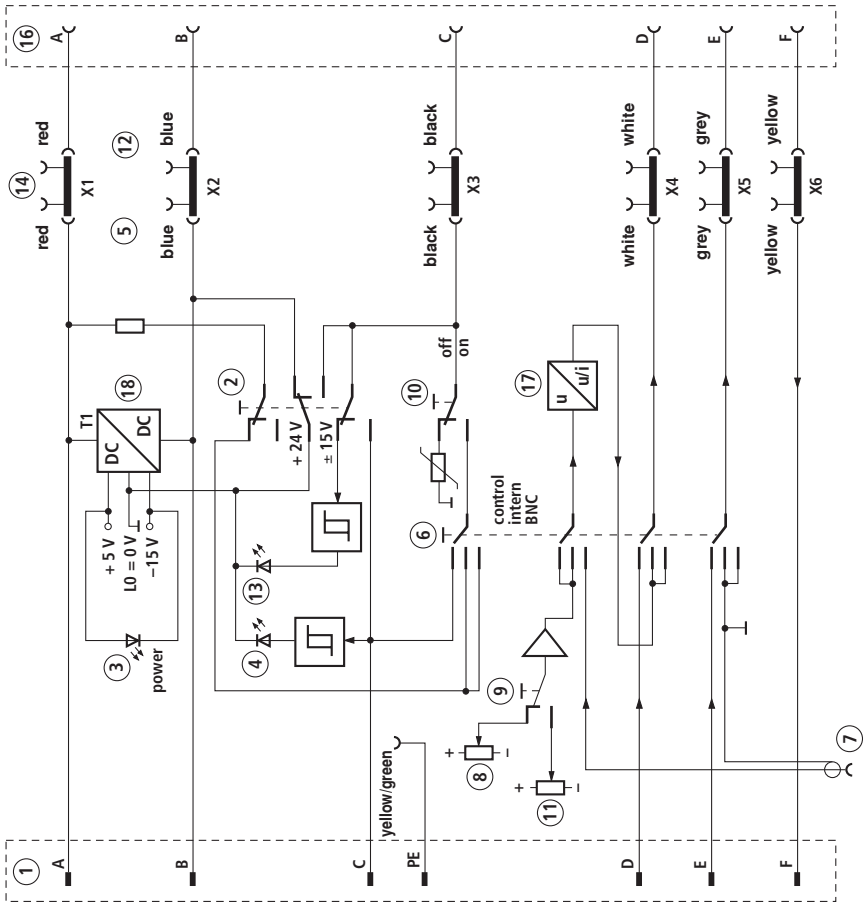 16
A
B
C
D
E
F
14
red
X1
red
12
blue
X2
blue
5
black
X3
black
white
X4
white
grey
X5
grey
yellow
X6
yellow
T1
DC
DC
18
2
+ 24 V
± 15 V
off
on
10
17
u
u/i
+ 5 V
L0 = 0 V
−15 V
3
power
13
4
6
control
intern
BNC
9
8
+
−
11
+
−
7
yellow/green
1
A
B
C
PE
D
E
F